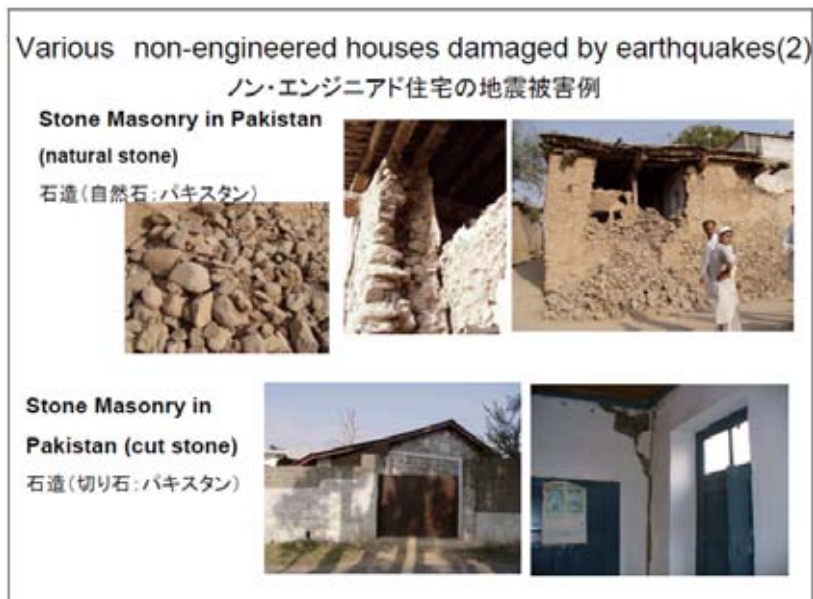 Various non-engineered houses damaged by earthquakes(2)
ノン・エンジニアド住宅の地震被害例
Stone Masonry in Pakistan
(natural stone)
石造(自然石:パキスタン)
Stone Masonry in
Pakistan (cut stone)
石造(切り石:パキスタン)